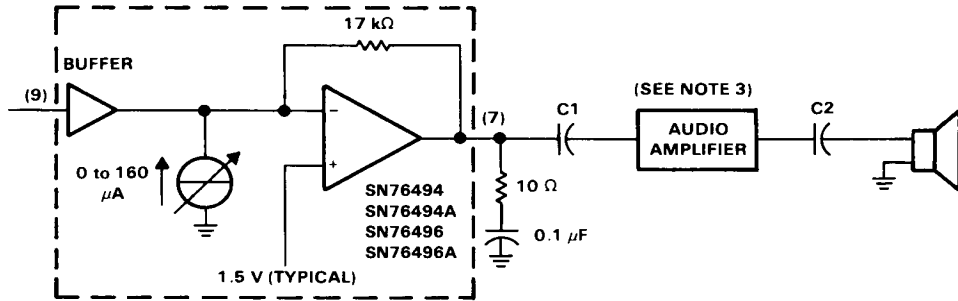 17 kΩ
BUFFER
(9)
−
+
0 to 160
μA
1.5 V (TYPICAL)
SN76494
SN76494A
SN76496
SN76496A
(7)
10 Ω
0.1 μF
C1
(SEE NOTE 3)
AUDIO
AMPLIFIER
C2